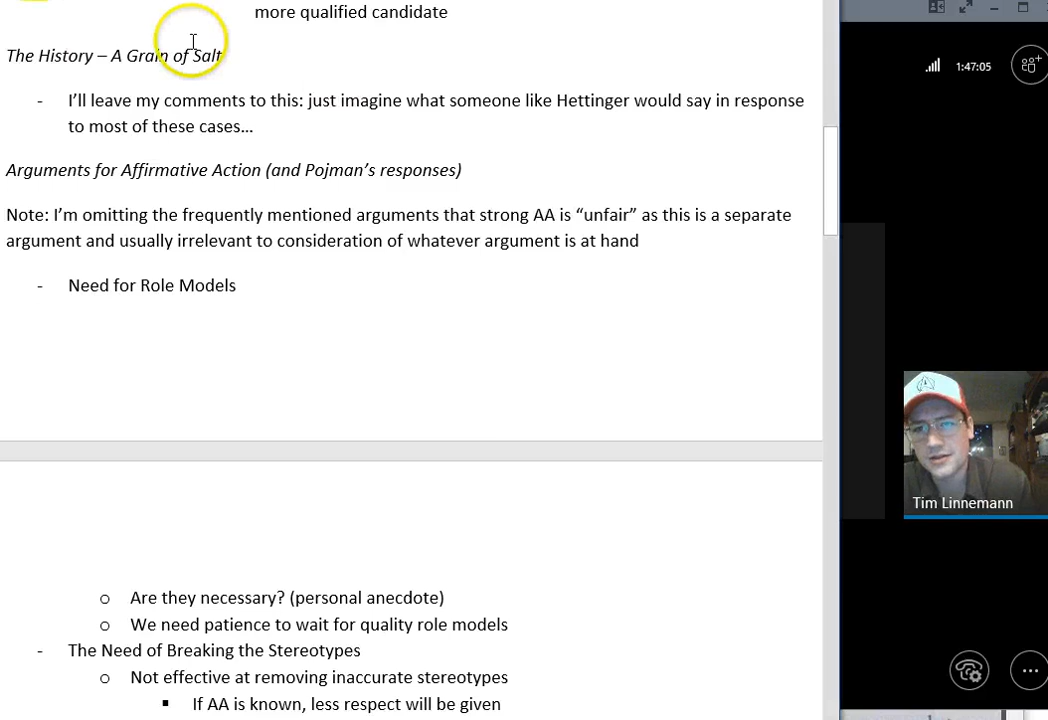 more qualified candidate
The History – A Grain of Salt
- I'll leave my comments to this: just imagine what someone like Hettinger would say in response
to most of these cases…
Arguments for Affirmative Action (and Pojman's responses)
Note: I'm omitting the frequently mentioned arguments that strong AA is “unfair” as this is a separate
argument and usually irrelevant to consideration of whatever argument is at hand
- Need for Role Models
o Are they necessary? (personal anecdote)
o We need patience to wait for quality role models
- The Need of Breaking the Stereotypes
o Not effective at removing inaccurate stereotypes
▪ If AA is known, less respect will be given
1:47:05
Tim Linnemann